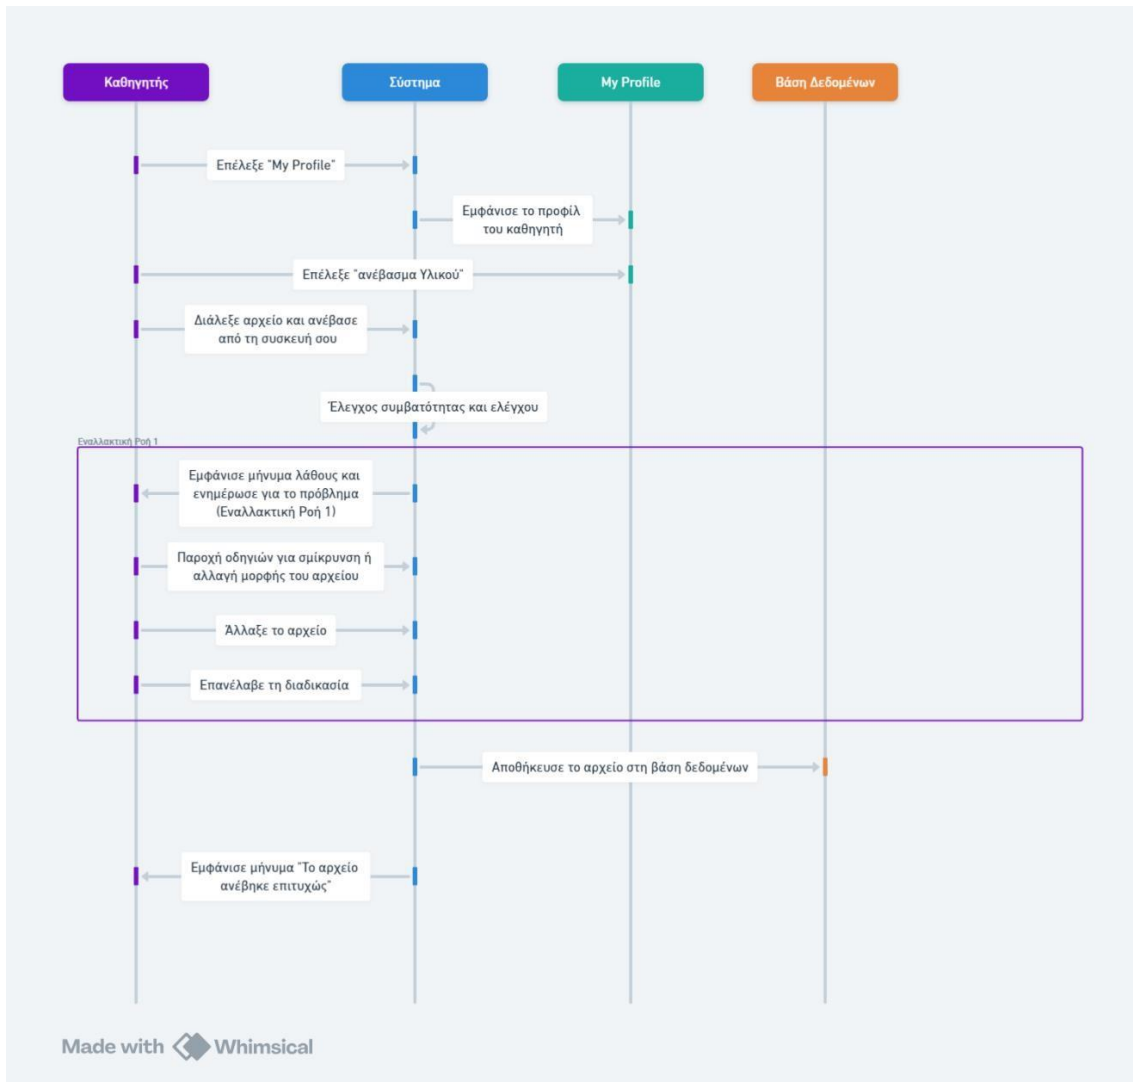 Καθηγητής
Σύστημα
My Profile
Βάση Δεδομένων
Επέλεξε "My Profile"
Εμφάνισε το προφίλ
του καθηγητή
Επέλεξε "ανέβασμα Υλικού"
Διάλεξε αρχείο και ανέβασε
από τη συσκευή σου
Έλεγχος συμβατότητας και ελέγχου
Εναλλακτική Ροή 1
Εμφάνισε μήνυμα λάθους και
ενημέρωσε για το πρόβλημα
(Εναλλακτική Ροή 1)
Παροχή οδηγιών για σμίκρυνση ή
αλλαγή μορφής του αρχείου
Άλλαξε το αρχείο
Επανέλαβε τη διαδικασία
Αποθήκευσε το αρχείο στη βάση δεδομένων
Εμφάνισε μήνυμα "Το αρχείο
ανέβηκε επιτυχώς"
Made with Whimsical